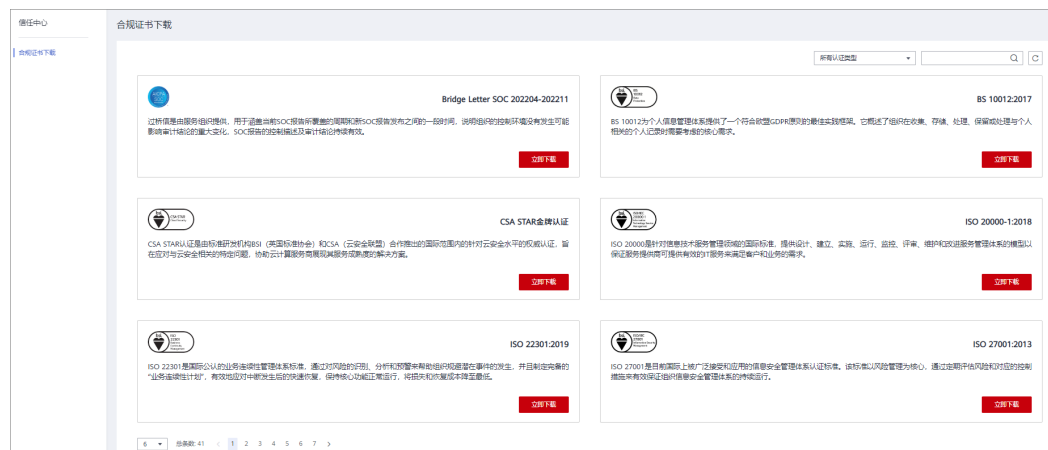 信任中心
合规证书下载
合规证书下载
所有认证类型
Bridge Letter SOC 202204-202211
过桥信是由服务组织提供，用于涵盖当前SOC报告所覆盖的周期和新SOC报告发布之间的一段时间，说明组织的控制环境没有发生可能
影响审计结论的重大变化，SOC报告的控制描述及审计结论持续有效。
立即下载
BS 10012:2017
BS 10012为个人信息管理体系提供了一个符合欧盟GDPR原则的最佳实践框架。它概述了组织在收集、存储、处理、保留或处理与个人
相关的个人记录时需要考虑的核心需求。
立即下载
CSA STAR金牌认证
CSA STAR认证是由标准研发机构BSI（英国标准协会）和CSA（云安全联盟）合作推出的国际范围内的针对云安全水平的权威认证，旨
在应对与云安全相关的特定问题，协助云计算服务商展现其服务成熟度的解决方案。
立即下载
ISO 20000-1:2018
ISO 20000是针对信息技术服务管理领域的国际标准，提供设计、建立、实施、运行、监控、评审、维护和改进服务管理体系的模型以
保证服务提供商可提供有效的IT服务来满足客户和业务的需求。
立即下载
ISO 22301:2019
ISO 22301是国际公认的业务连续性管理体系标准，通过对风险的识别、分析和预警来帮助组织规避潜在事件的发生，并且制定完备的
“业务连续性计划”，有效地应对中断发生后的快速恢复，保持核心功能正常运行，将损失和恢复成本降至最低。
立即下载
ISO 27001:2013
ISO 27001是目前国际上被广泛接受和应用的信息安全管理体系认证标准。该标准以风险管理为核心，通过定期评估风险和对应的控制
措施来有效保证组织信息安全管理体系的持续运行。
立即下载
6 总条数: 41 < 1 2 3 4 5 6 7 >